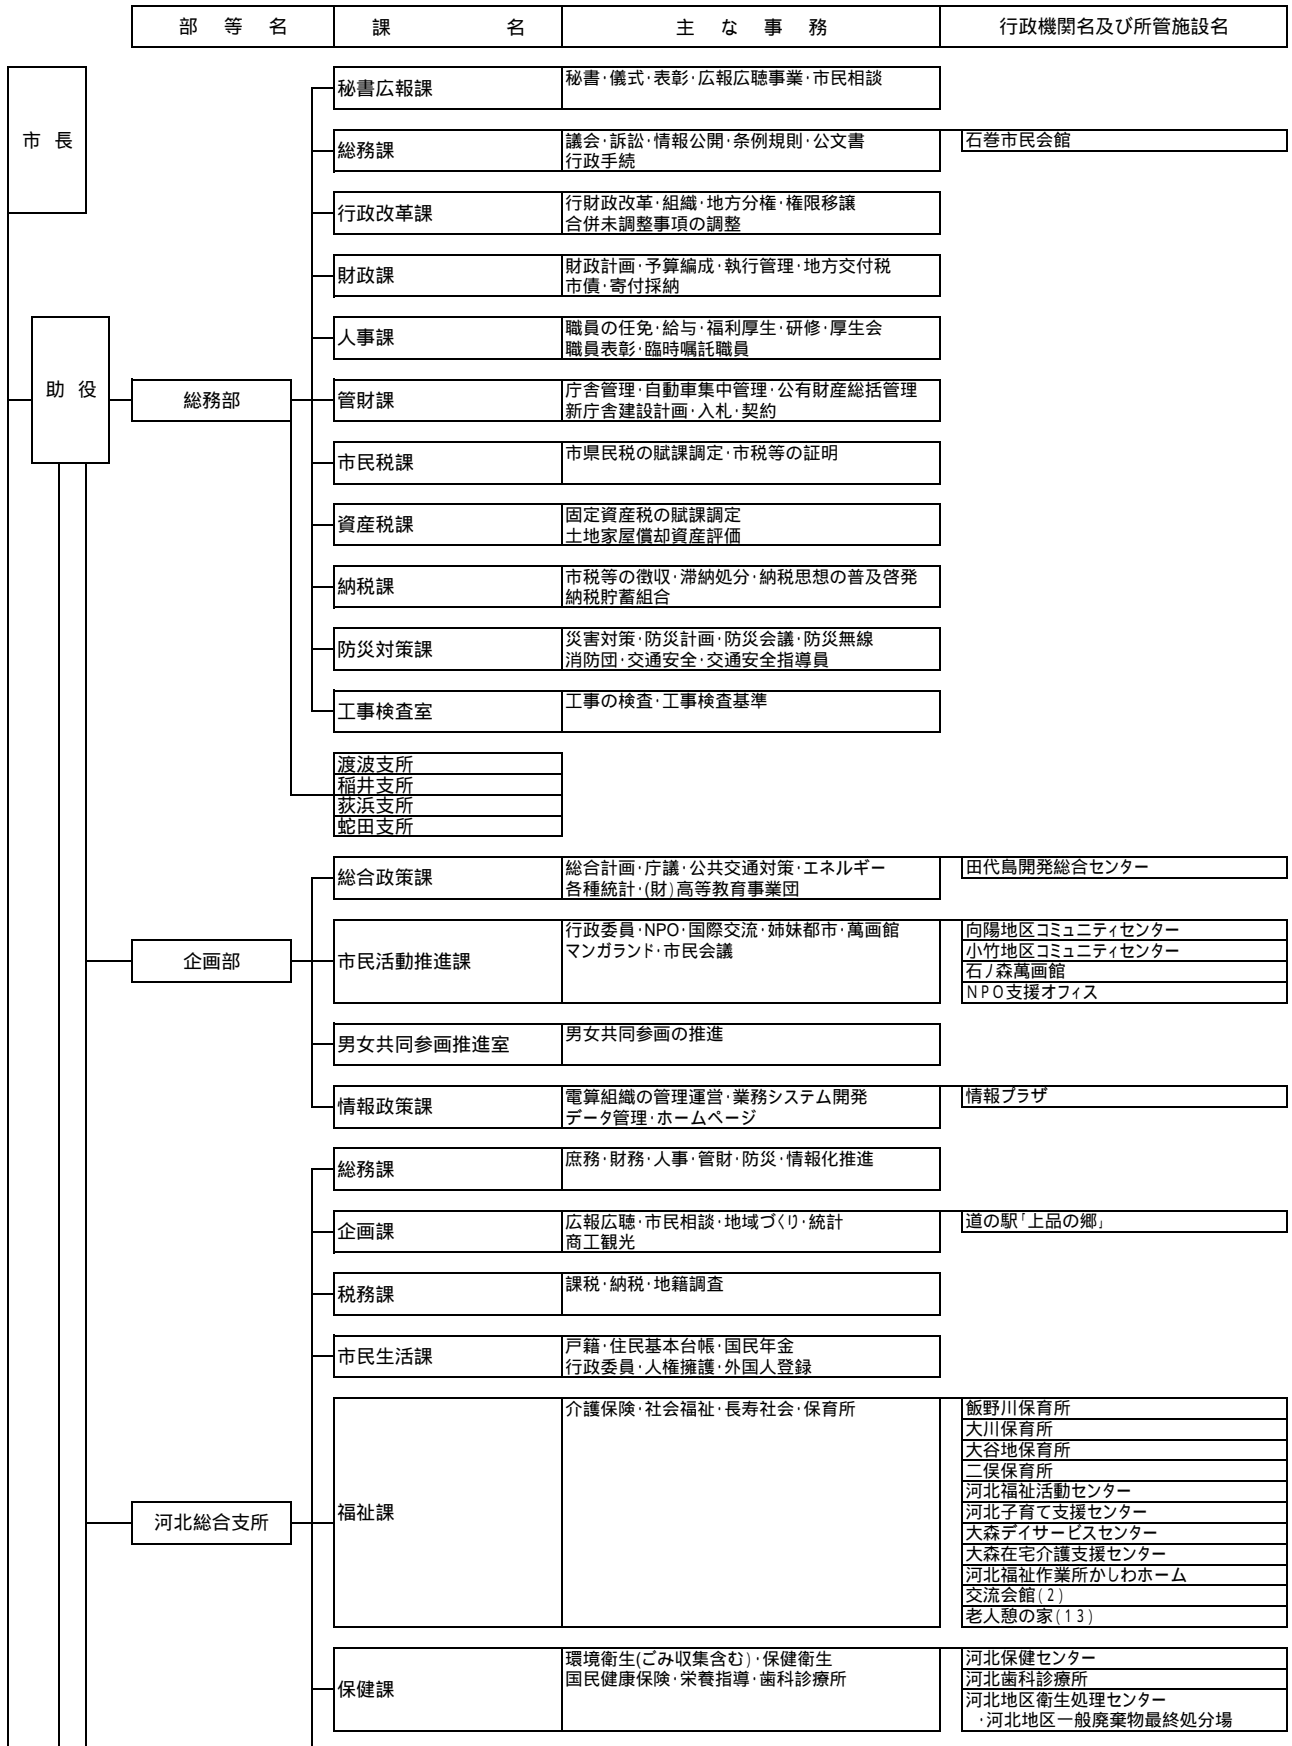 部等名 課名 主な事務 行政機関名及び所管施設名
市長
助役
総務部
秘書広報課
秘書・儀式・表彰・広報広聴事業・市民相談
総務課
議会・訴訟・情報公開・条例規則・公文書
行政手続
石巻市民会館
行政改革課
行財政改革・組織・地方分権・権限移譲
合併未調整事項の調整
財政課
財政計画・予算編成・執行管理・地方交付税
市債・寄付採納
人事課
職員の任免・給与・福利厚生・研修・厚生会
職員表彰・臨時嘱託職員
管財課
庁舎管理・自動車集中管理・公有財産総括管理
新庁舎建設計画・入札・契約
市民税課
市県民税の賦課調定・市税等の証明
資産税課
固定資産税の賦課調定
土地家屋償却資産評価
納税課
市税等の徴収・滞納処分・納税思想の普及啓発
納税貯蓄組合
防災対策課
災害対策・防災計画・防災会議・防災無線
消防団・交通安全・交通安全指導員
工事検査室
工事の検査・工事検査基準
渡波支所
稲井支所
荻浜支所
蛇田支所
企画部
総合政策課
総合計画・庁議・公共交通対策・エネルギー
各種統計・(財)高等教育事業団
田代島開発総合センター
市民活動推進課
行政委員・NPO・国際交流・姉妹都市・萬画館
マンガランド・市民会議
向陽地区コミュニティセンター
小竹地区コミュニティセンター
石ノ森萬画館
NPO支援オフィス
男女共同参画推進室
男女共同参画の推進
情報政策課
電算組織の管理運営・業務システム開発
データ管理・ホームページ
情報プラザ
河北総合支所
総務課
庶務・財務・人事・管財・防災・情報化推進
企画課
広報広聴・市民相談・地域づくり・統計
商工観光
道の駅「上品の郷」
税務課
課税・納税・地籍調査
市民生活課
戸籍・住民基本台帳・国民年金
行政委員・人権擁護・外国人登録
福祉課
介護保険・社会福祉・長寿社会・保育所
飯野川保育所
大川保育所
大谷地保育所
二俣保育所
河北福祉活動センター
河北子育て支援センター
大森デイサービスセンター
大森在宅介護支援センター
河北福祉作業所かしわホーム
交流会館(2)
老人憩の家(13)
保健課
環境衛生(ごみ収集含む)・保健衛生
国民健康保険・栄養指導・歯科診療所
河北保健センター
河北歯科診療所
河北地区衛生処理センター
・河北地区一般廃棄物最終処分場